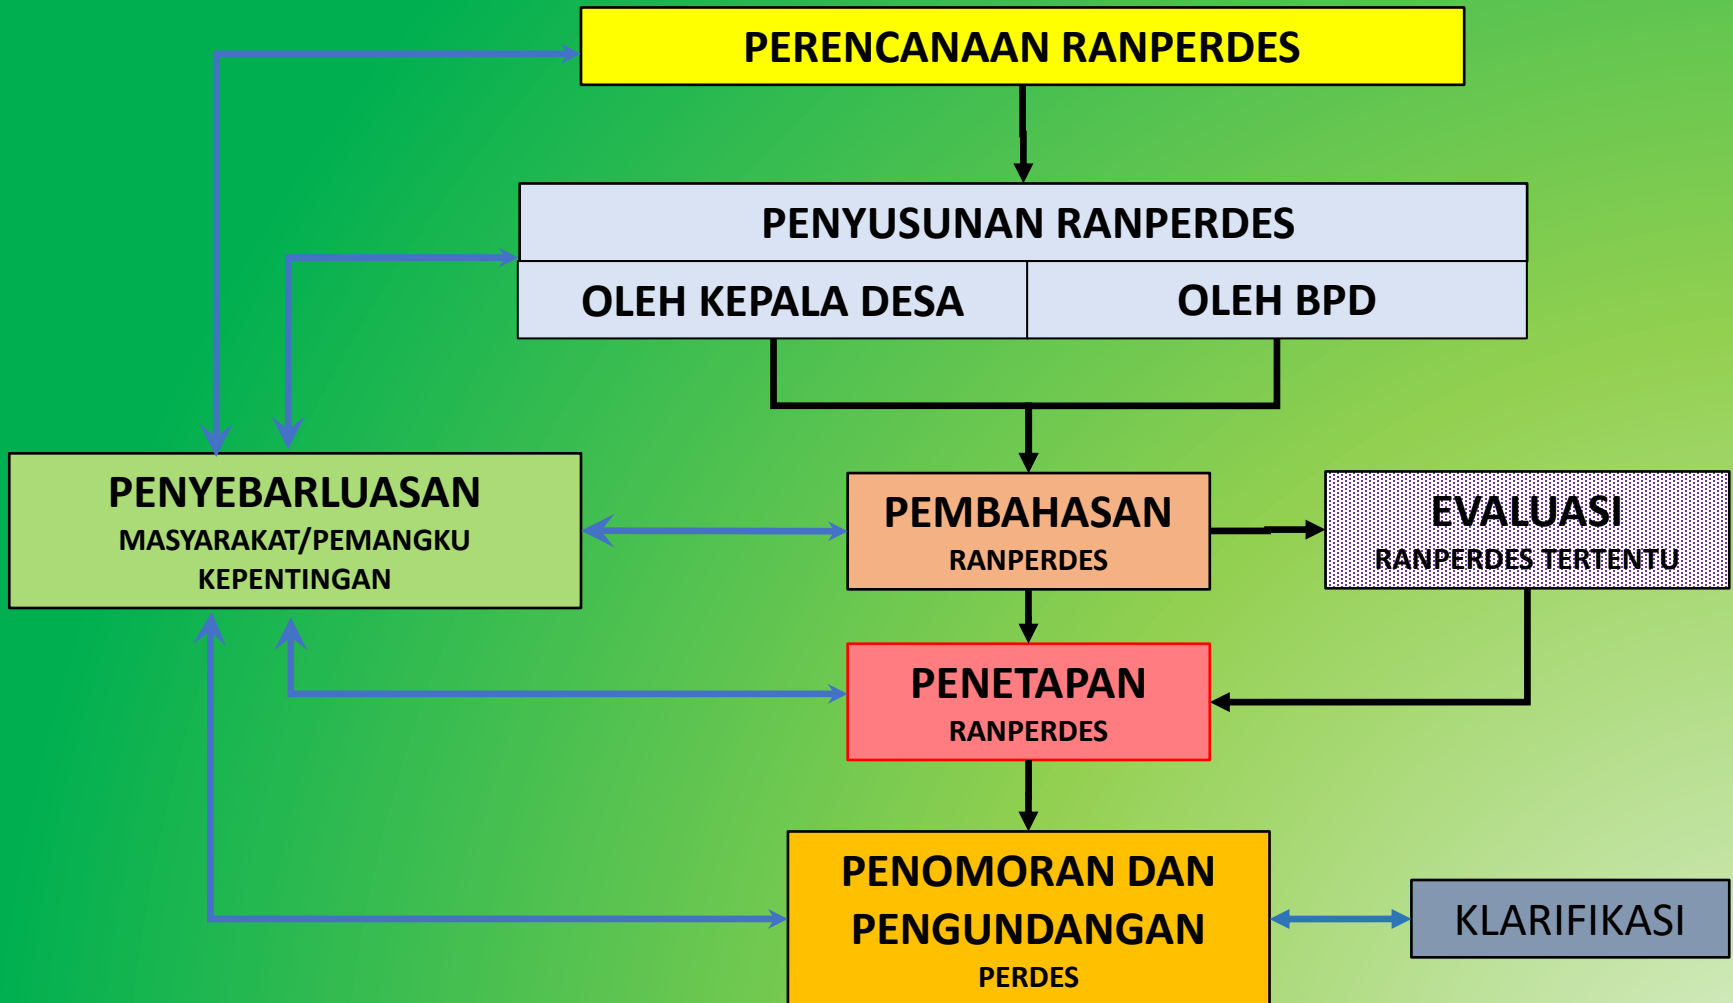 PERENCANAAN RANPERDES
PENYUSUNAN RANPERDES
OLEH KEPALA DESA
OLEH BPD
PENYEBARLUASAN
MASYARAKAT/PEMANGKU
KEPENTINGAN
PEMBAHASAN
RANPERDES
EVALUASI
RANPERDES TERTENTU
PENETAPAN
RANPERDES
PENOMORAN DAN
PENGUNDANGAN
PERDES
KLARIFIKASI